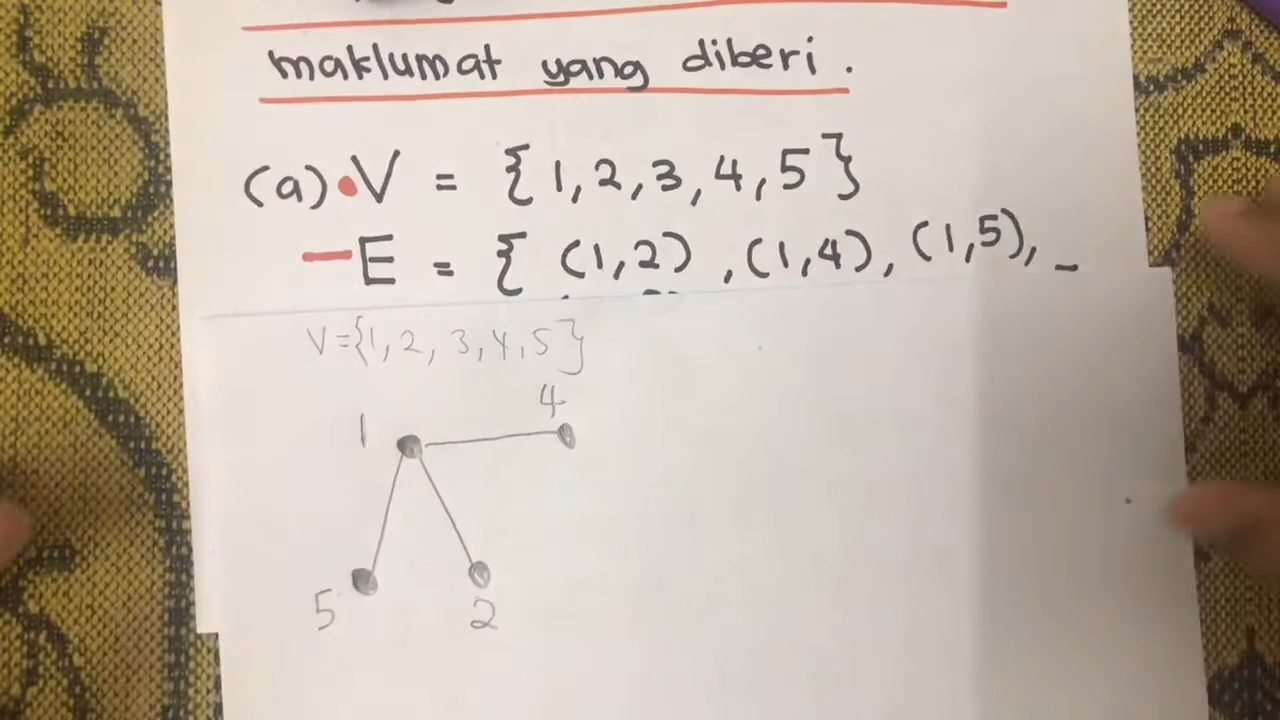 maklumat yang diberi.
(a) • V = {1, 2, 3, 4, 5}
– E = { (1,2), (1,4), (1,5), _
V={1, 2, 3, 4, 5}
4
1
5
2